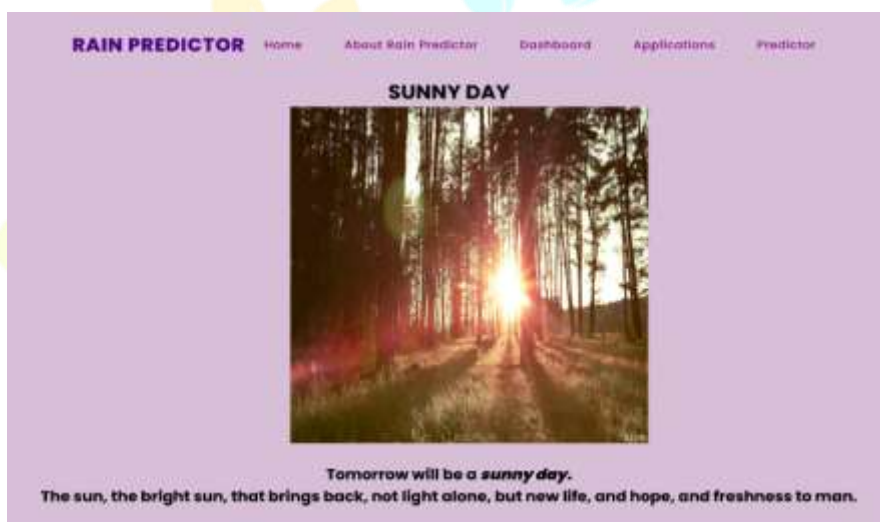 RAIN PREDICTOR Home About Rain Predictor Dashboard Applications Predictor
SUNNY DAY
Tomorrow will be a sunny day.
The sun, the bright sun, that brings back, not light alone, but new life, and hope, and freshness to man.